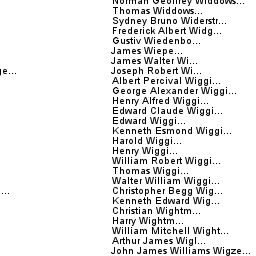 Norman Geoffrey Widdows...
Thomas Widdows...
Sydney Bruno Widerstr...
Frederick Albert Widg...
Gustiv Wiedenbo...
James Wiepe...
James Walter Wi...
ge...
Joseph Robert Wi...
Albert Percival Wiggi...
George Alexander Wiggi...
Henry Alfred Wiggi...
Edward Claude Wiggi...
Edward Wiggi...
Kenneth Esmond Wiggi...
Harold Wiggi...
Henry Wiggi...
William Robert Wiggi...
Thomas Wiggi...
Walter William Wiggi...
...
Christopher Begg Wig...
Kenneth Edward Wig...
Christian Wightm...
Harry Wightm...
William Mitchell Wight...
Arthur James Wigl...
John James Williams Wigze...